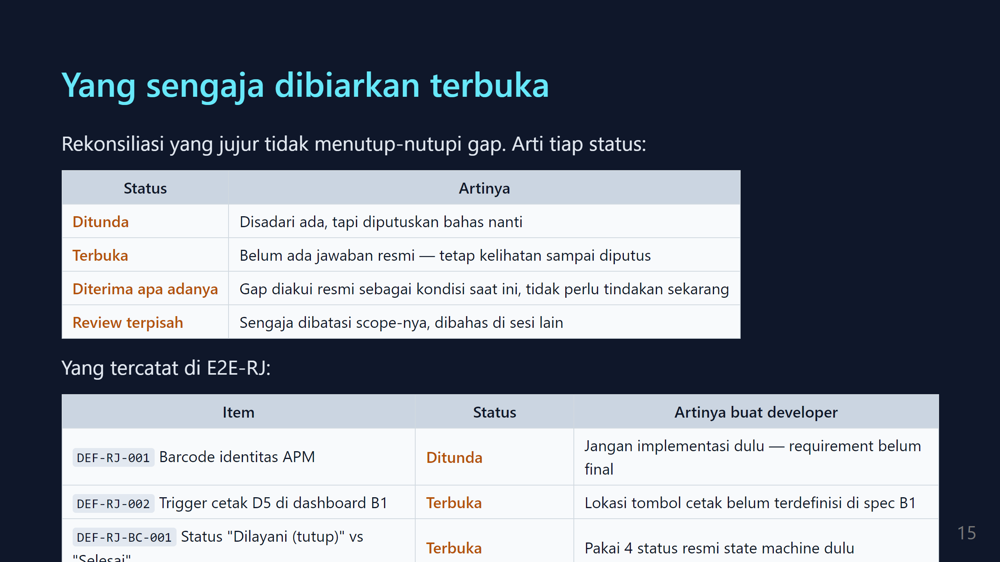 Yang sengaja dibiarkan terbuka
Rekonsiliasi yang jujur tidak menutup-nutupi gap. Arti tiap status:
Status Artinya
Ditunda Disadari ada, tapi diputuskan bahas nanti
Terbuka Belum ada jawaban resmi — tetap kelihatan sampai diputus
Diterima apa adanya Gap diakui resmi sebagai kondisi saat ini, tidak perlu tindakan sekarang
Review terpisah Sengaja dibatasi scope-nya, dibahas di sesi lain
Yang tercatat di E2E-RJ:
Item Status Artinya buat developer
DEF-RJ-001 Barcode identitas APM Ditunda Jangan implementasi dulu — requirement belum
final
DEF-RJ-002 Trigger cetak D5 di dashboard B1 Terbuka Lokasi tombol cetak belum terdefinisi di spec B1
DEF-RJ-BC-001 Status "Dilayani (tutup)" vs
"Selesai" Terbuka Pakai 4 status resmi state machine dulu
15